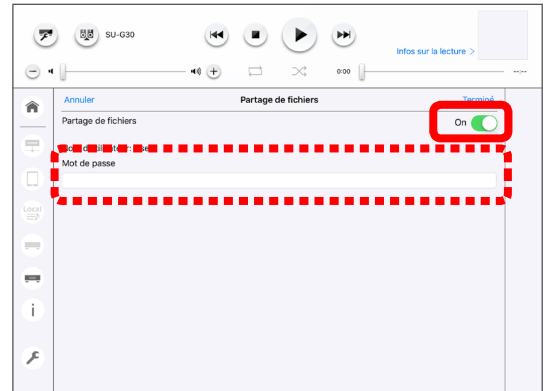 SU-G30
Infos sur la lecture >
0:00
--:--
Annuler
Partage de fichiers
Terminé
Partage de fichiers
On
Mot de passe
Local
i